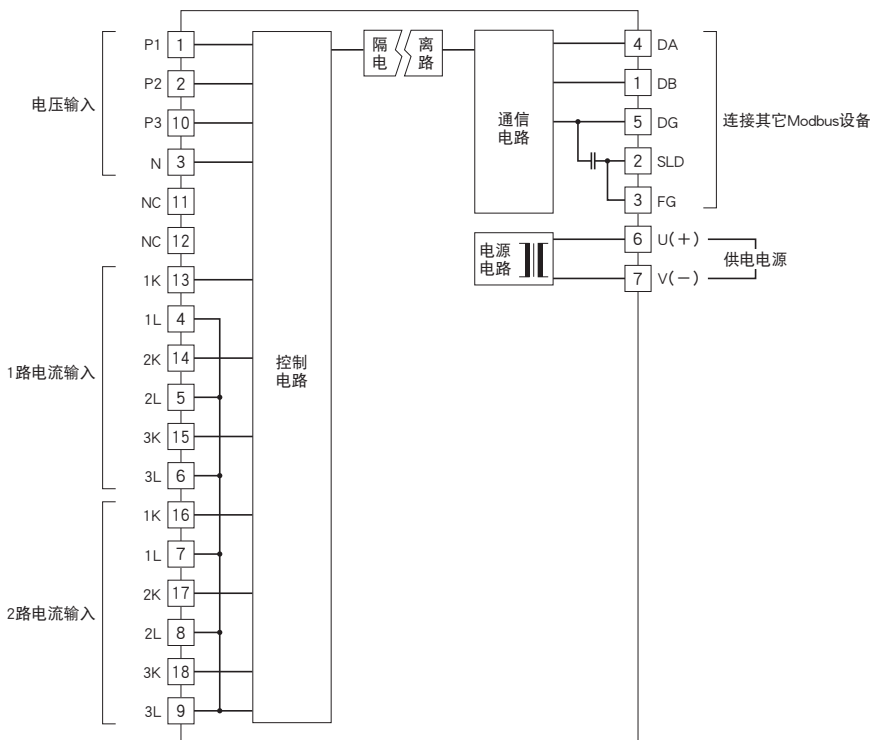 电压输入
P1 1
P2 2
P3 10
N 3
NC 11
NC 12
1路电流输入
1K 13
1L 4
2K 14
2L 5
3K 15
3L 6
2路电流输入
1K 16
1L 7
2K 17
2L 8
3K 18
3L 9
控制
电路
隔 离
电 路
通信
电路
电源
电路
4 DA
1 DB
5 DG
2 SLD
3 FG
连接其它Modbus设备
6 U(+)
7 V(-)
供电电源